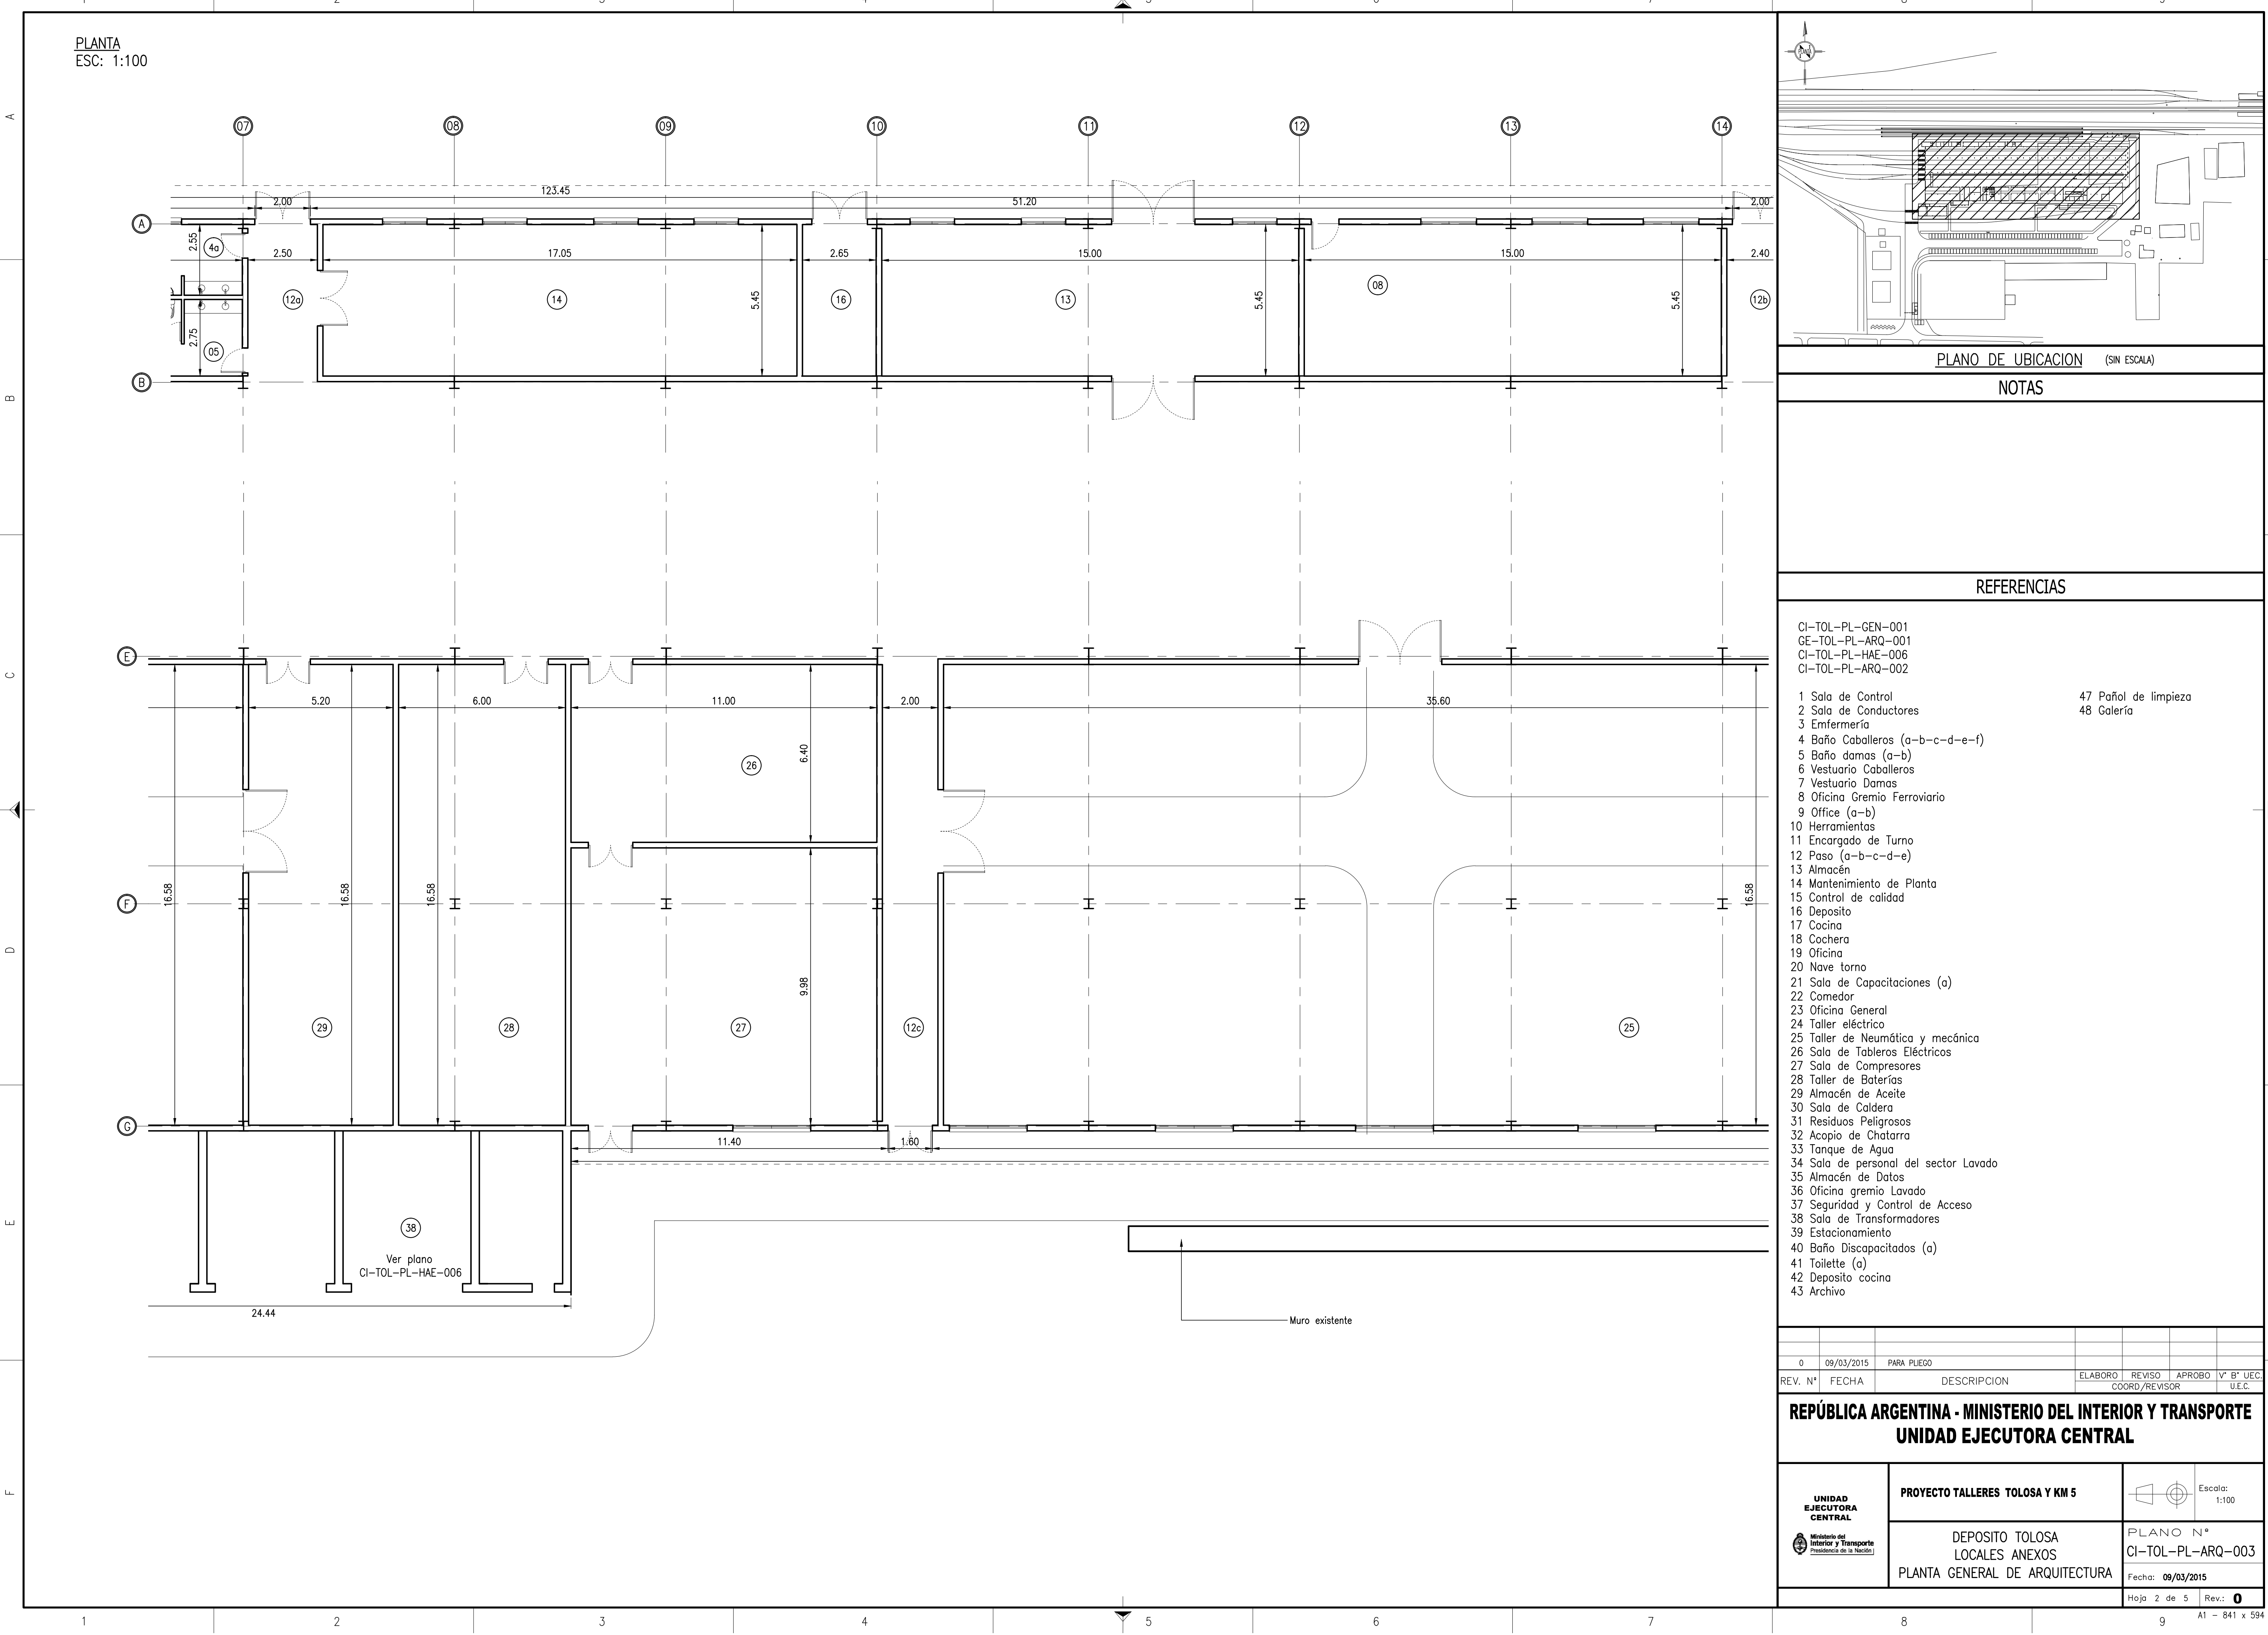 PLANTA
ESC: 1:100
07 08 09 10 11 12 13 14
123.45
2.00 51.20 2.00
A
2.55 4a
2.50 17.05 2.65 15.00 15.00 2.40
12a 14 5.45 16 13 5.45 08 5.45 12b
2.75 05
B
E
5.20 6.00 11.00 2.00 35.60
6.40
26
16.58 16.58 16.58 16.58
F
9.98
29 28 27 12c 25
G
11.40 1.60
38
Ver plano
CI-TOL-PL-HAE-006
24.44
Muro existente
PLANO DE UBICACION (SIN ESCALA)
NOTAS
REFERENCIAS
CI-TOL-PL-GEN-001
GE-TOL-PL-ARQ-001
CI-TOL-PL-HAE-006
CI-TOL-PL-ARQ-002
1 Sala de Control
2 Sala de Conductores
3 Emfermería
4 Baño Caballeros (a-b-c-d-e-f)
5 Baño damas (a-b)
6 Vestuario Caballeros
7 Vestuario Damas
8 Oficina Gremio Ferroviario
9 Office (a-b)
10 Herramientas
11 Encargado de Turno
12 Paso (a-b-c-d-e)
13 Almacén
14 Mantenimiento de Planta
15 Control de calidad
16 Deposito
17 Cocina
18 Cochera
19 Oficina
20 Nave torno
21 Sala de Capacitaciones (a)
22 Comedor
23 Oficina General
24 Taller eléctrico
25 Taller de Neumática y mecánica
26 Sala de Tableros Eléctricos
27 Sala de Compresores
28 Taller de Baterías
29 Almacén de Aceite
30 Sala de Caldera
31 Residuos Peligrosos
32 Acopio de Chatarra
33 Tanque de Agua
34 Sala de personal del sector Lavado
35 Almacén de Datos
36 Oficina gremio Lavado
37 Seguridad y Control de Acceso
38 Sala de Transformadores
39 Estacionamiento
40 Baño Discapacitados (a)
41 Toilette (a)
42 Deposito cocina
43 Archivo
47 Pañol de limpieza
48 Galería
0 09/03/2015 PARA PLIEGO
REV. N° FECHA DESCRIPCION ELABORO REVISO APROBO V° B° UEC.
COORD/REVISOR U.E.C.
REPÚBLICA ARGENTINA - MINISTERIO DEL INTERIOR Y TRANSPORTE
UNIDAD EJECUTORA CENTRAL
UNIDAD
EJECUTORA
CENTRAL
Ministerio del
Interior y Transporte
Presidencia de la Nación
PROYECTO TALLERES TOLOSA Y KM 5
Escala:
1:100
DEPOSITO TOLOSA
LOCALES ANEXOS
PLANTA GENERAL DE ARQUITECTURA
PLANO N°
CI-TOL-PL-ARQ-003
Fecha: 09/03/2015
Hoja 2 de 5 Rev.: 0
A1 - 841 x 594
A
B
C
D
E
F
1 2 3 4 5 6 7 8 9